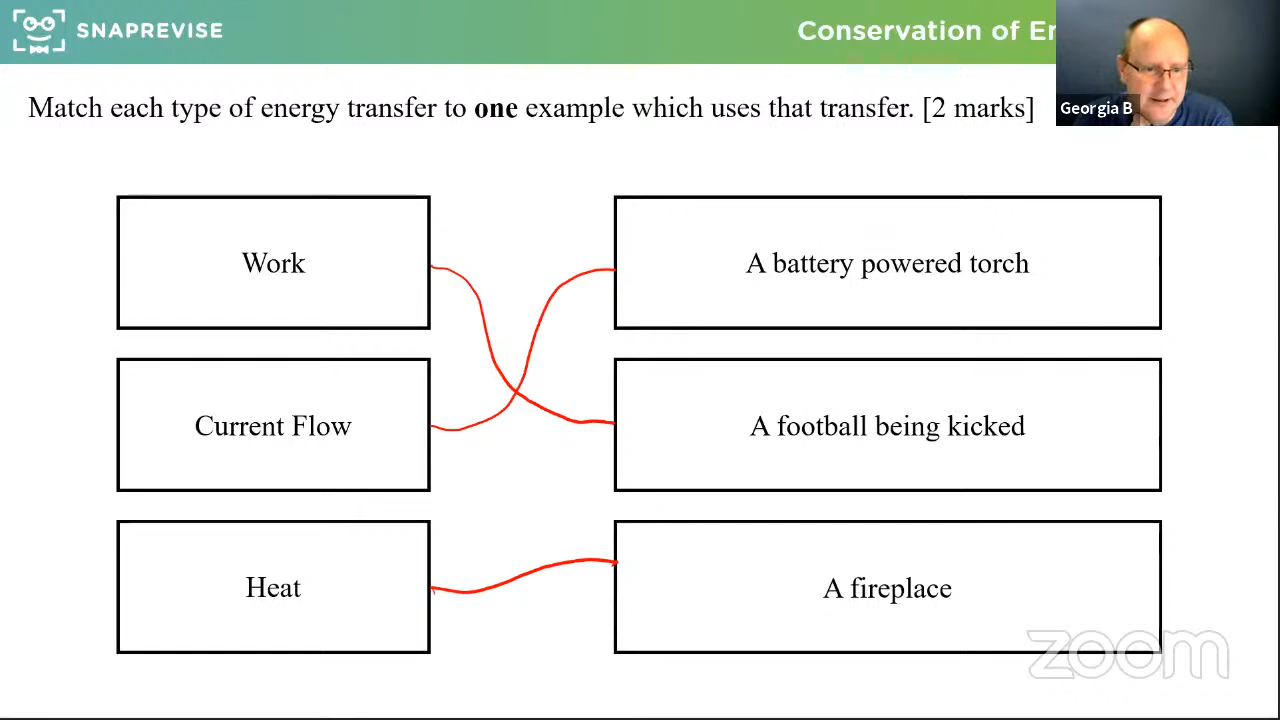 SNAPREVISE
Conservation of En
Georgia B
Match each type of energy transfer to one example which uses that transfer. [2 marks]
Work
A battery powered torch
Current Flow
A football being kicked
Heat
A fireplace
zoom